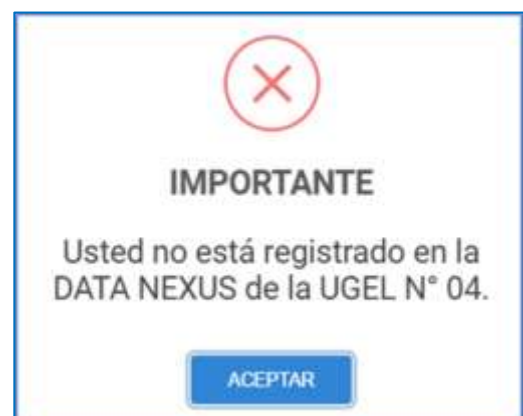 IMPORTANTE
Usted no está registrado en la
DATA NEXUS de la UGEL N° 04.
ACEPTAR